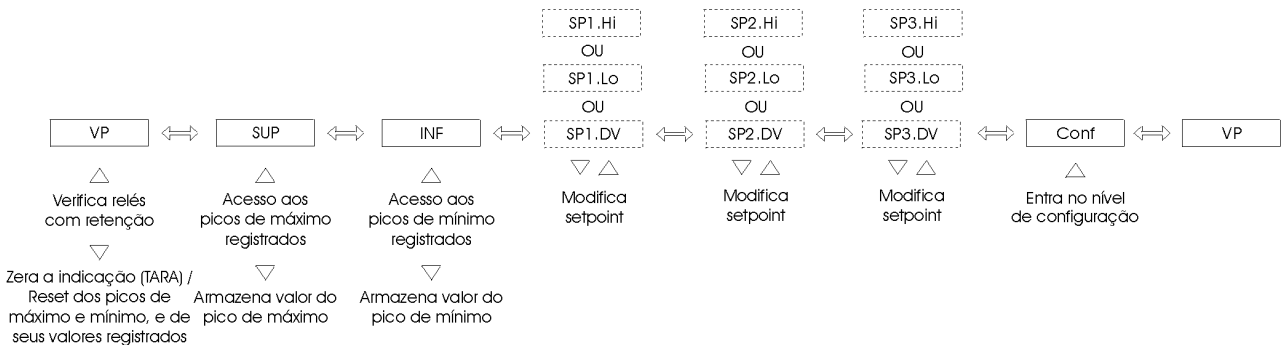 SP1.Hi
OU
SP1.Lo
OU
SP1.DV
SP2.Hi
OU
SP2.Lo
OU
SP2.DV
SP3.Hi
OU
SP3.Lo
OU
SP3.DV
VP
SUP
INF
Conf
VP
Verifica relés
com retenção
Zera a indicação (TARA) /
Reset dos picos de
máximo e mínimo, e de
seus valores registrados
Acesso aos
picos de máximo
registrados
Armazena valor do
pico de máximo
Acesso aos
picos de mínimo
registrados
Armazena valor do
pico de mínimo
Modifica
setpoint
Modifica
setpoint
Modifica
setpoint
Entra no nível
de configuração